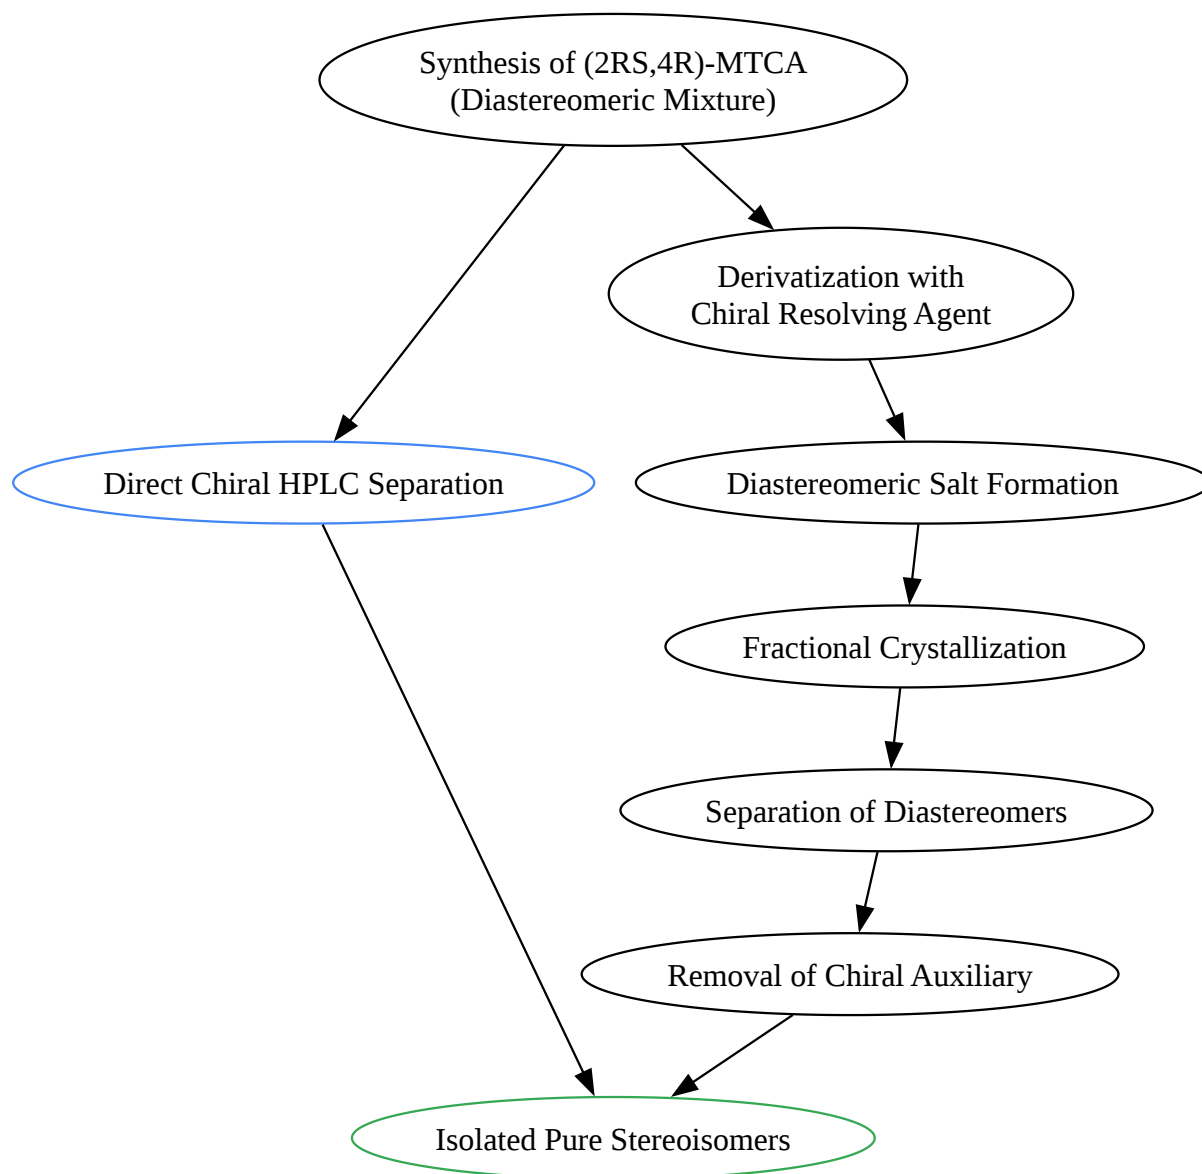 Synthesis of (2RS,4R)-MTCA
(Diastereomeric Mixture)
Derivatization with
Chiral Resolving Agent
Direct Chiral HPLC Separation
Diastereomeric Salt Formation
Fractional Crystallization
Separation of Diastereomers
Removal of Chiral Auxiliary
Isolated Pure Stereoisomers